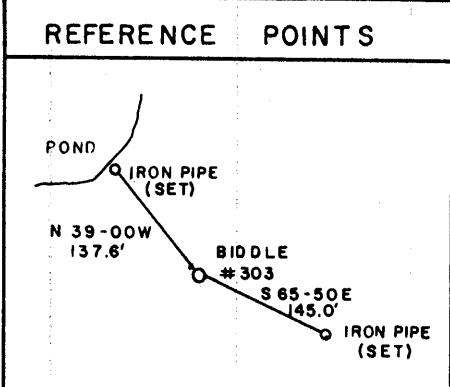 REFERENCE POINTS
POND
IRON PIPE
(SET)
N 39-00W
137.6'
BIDDLE
#303
S 65-50E
145.0'
IRON PIPE
(SET)